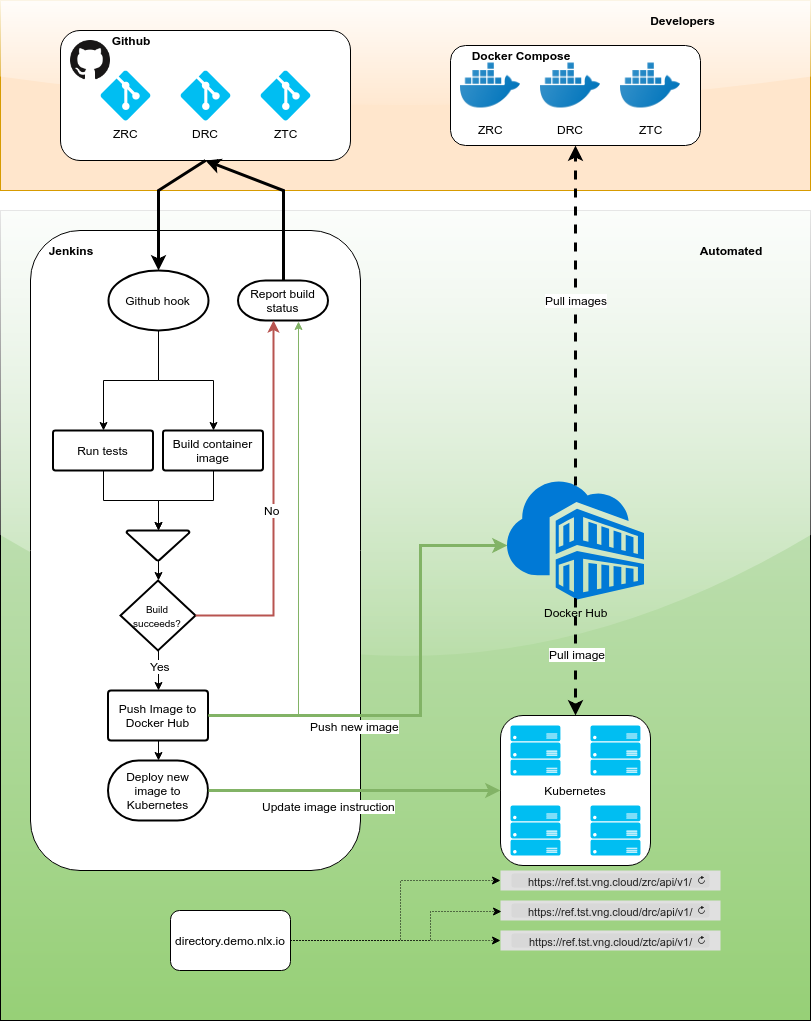 Developers
Github
ZRC
DRC
ZTC
Docker Compose
ZRC
DRC
ZTC
Jenkins
Automated
Github hook
Report build
status
Pull images
Run tests
Build container
image
No
Build
succeeds?
Yes
Docker Hub
Pull image
Push Image to
Docker Hub
Push new image
Deploy new
image to
Kubernetes
Update image instruction
Kubernetes
https://ref.tst.vng.cloud/zrc/api/v1/
https://ref.tst.vng.cloud/drc/api/v1/
https://ref.tst.vng.cloud/ztc/api/v1/
directory.demo.nlx.io